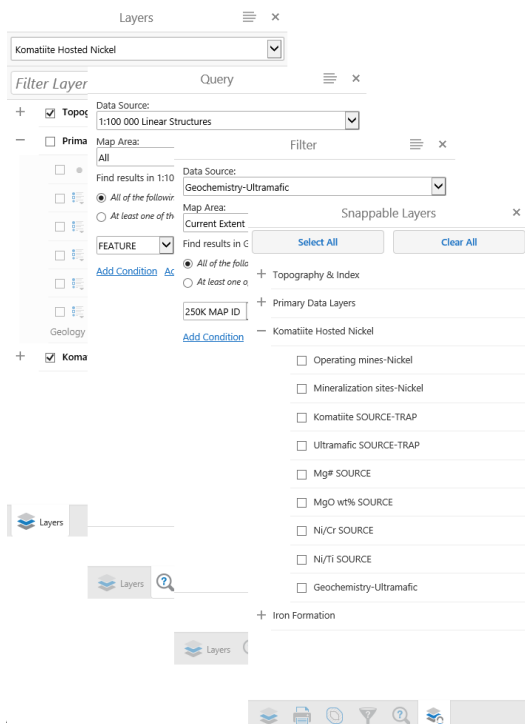 Layers
Komatiite Hosted Nickel
Filter Layer
Topog
Prima
Geology
Koma
Layers
Query
Data Source:
1:100 000 Linear Structures
Map Area:
All
Find results in 1:10
All of the followin
At least one of th
FEATURE
Add Condition Ac
Layers
Filter
Data Source:
Geochemistry-Ultramafic
Map Area:
Current Extent
Find results in G
All of the follo
At least one o
250K MAP ID
Add Condition
Layers
Snappable Layers
Select All Clear All
Topography & Index
Primary Data Layers
Komatiite Hosted Nickel
Operating mines-Nickel
Mineralization sites-Nickel
Komatiite SOURCE-TRAP
Ultramafic SOURCE-TRAP
Mg# SOURCE
MgO wt% SOURCE
Ni/Cr SOURCE
Ni/Ti SOURCE
Geochemistry-Ultramafic
Iron Formation